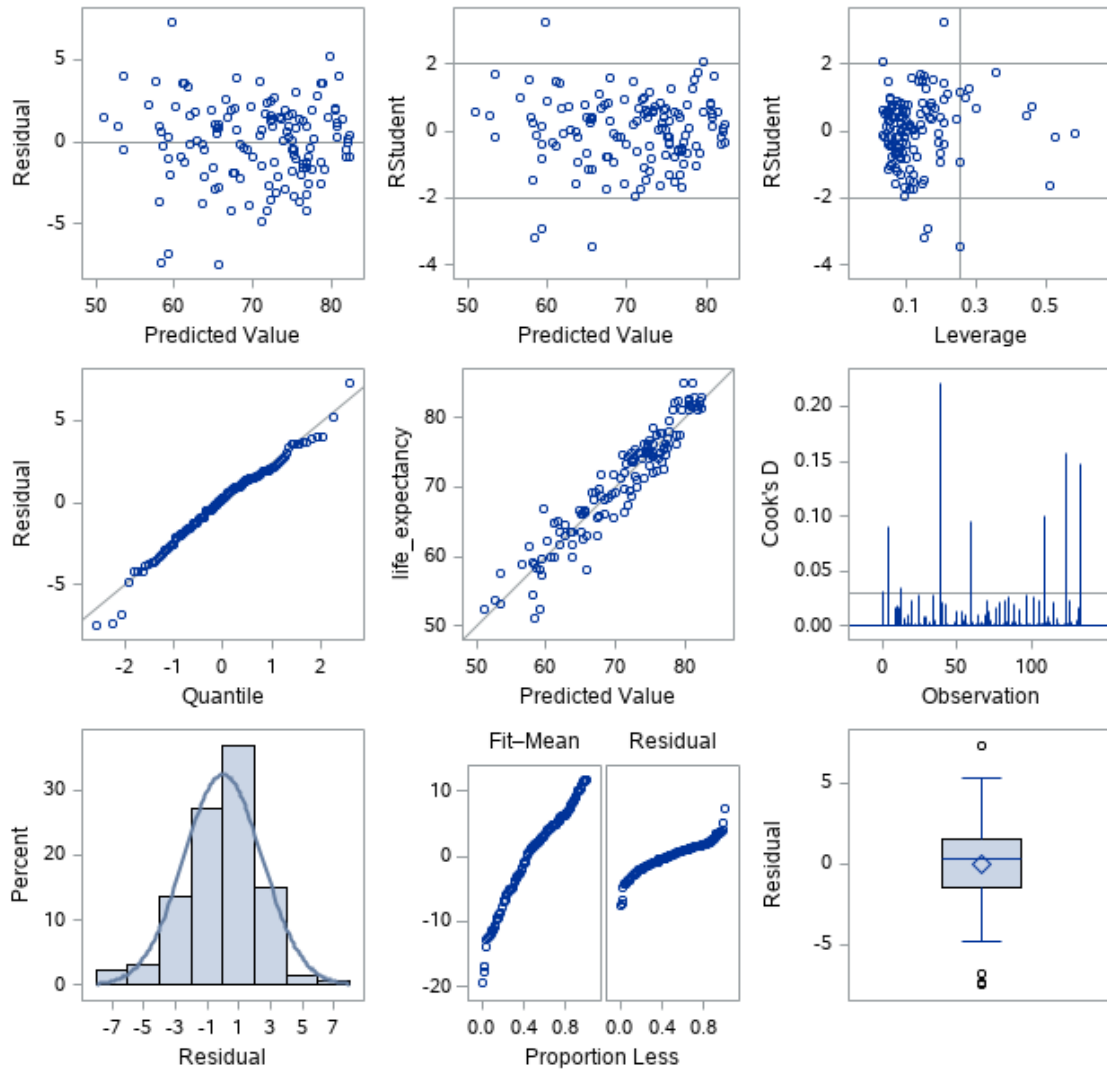 Residual
5
0
-5
50 60 70 80
Predicted Value
RStudent
2
0
-2
-4
50 60 70 80
Predicted Value
RStudent
2
0
-2
-4
0.1 0.3 0.5
Leverage
Residual
5
0
-5
-2 -1 0 1 2
Quantile
life_expectancy
80
70
60
50
50 60 70 80
Predicted Value
Cook's D
0.20
0.15
0.10
0.05
0.00
0 50 100
Observation
Percent
30
20
10
0
-7 -5 -3 -1 1 3 5 7
Residual
Fit–Mean
Residual
10
0
-10
-20
0.0 0.4 0.8
0.0 0.4 0.8
Proportion Less
Residual
5
0
-5